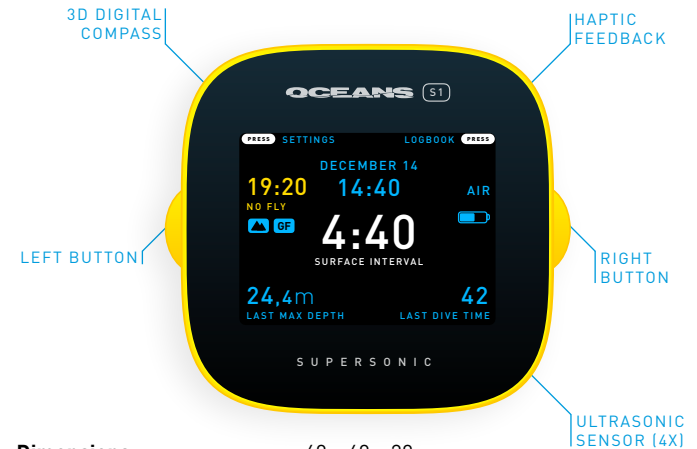 3D DIGITAL
COMPASS
HAPTIC
FEEDBACK
OCEANS S1
PRESS SETTINGS LOGBOOK PRESS
DECEMBER 14
19:20 14:40 AIR
NO FLY
GF
4:40
SURFACE INTERVAL
LEFT BUTTON
RIGHT
BUTTON
24,4m 42
LAST MAX DEPTH LAST DIVE TIME
SUPERSONIC
ULTRASONIC
SENSOR (4X)